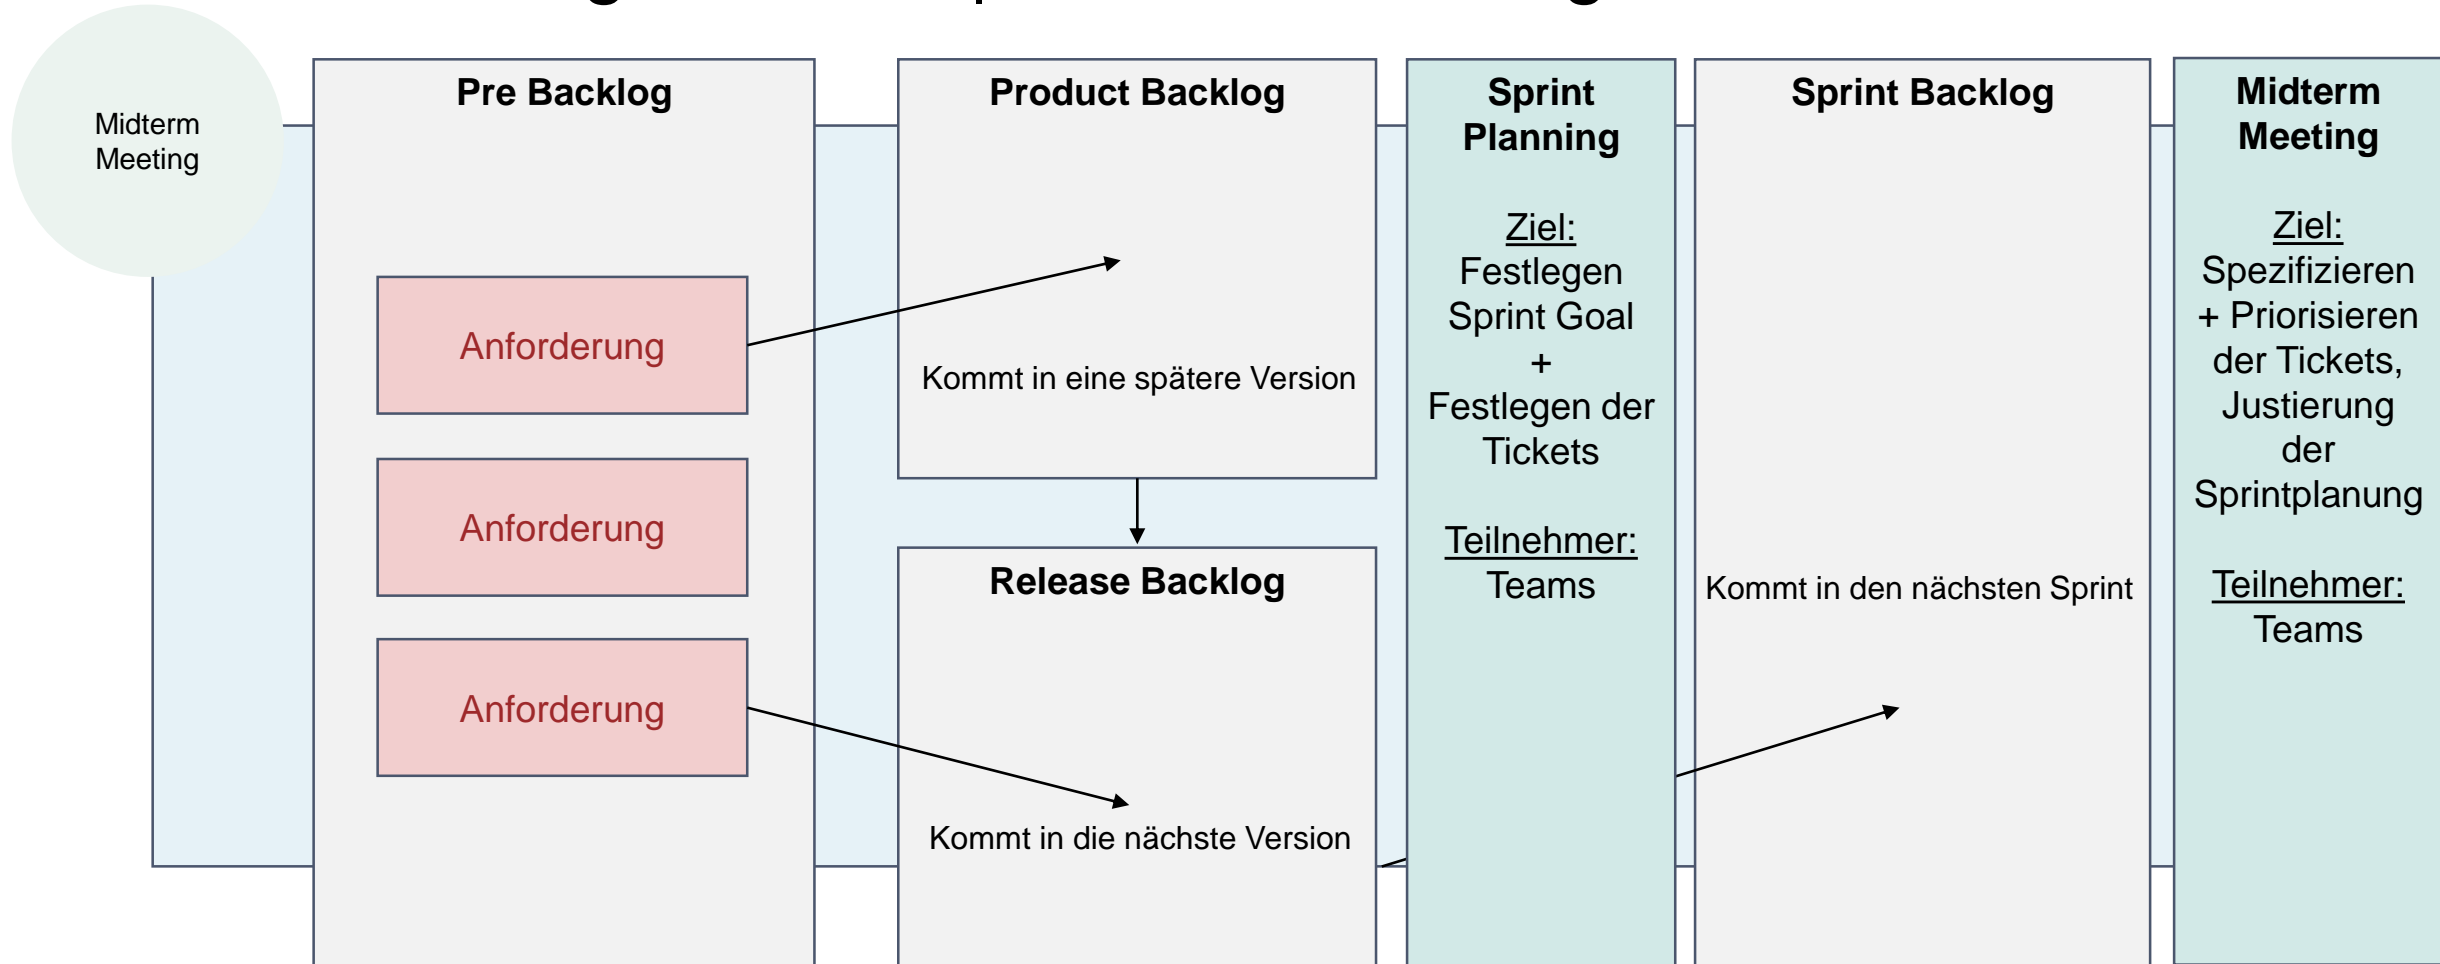 Midterm
Meeting
Pre Backlog
Anforderung
Anforderung
Anforderung
Product Backlog
Kommt in eine spätere Version
Release Backlog
Kommt in die nächste Version
Sprint
Planning
Ziel:
Festlegen
Sprint Goal
+
Festlegen der
Tickets
Teilnehmer:
Teams
Sprint Backlog
Kommt in den nächsten Sprint
Midterm
Meeting
Ziel:
Spezifizieren
+ Priorisieren
der Tickets,
Justierung
der
Sprintplanung
Teilnehmer:
Teams